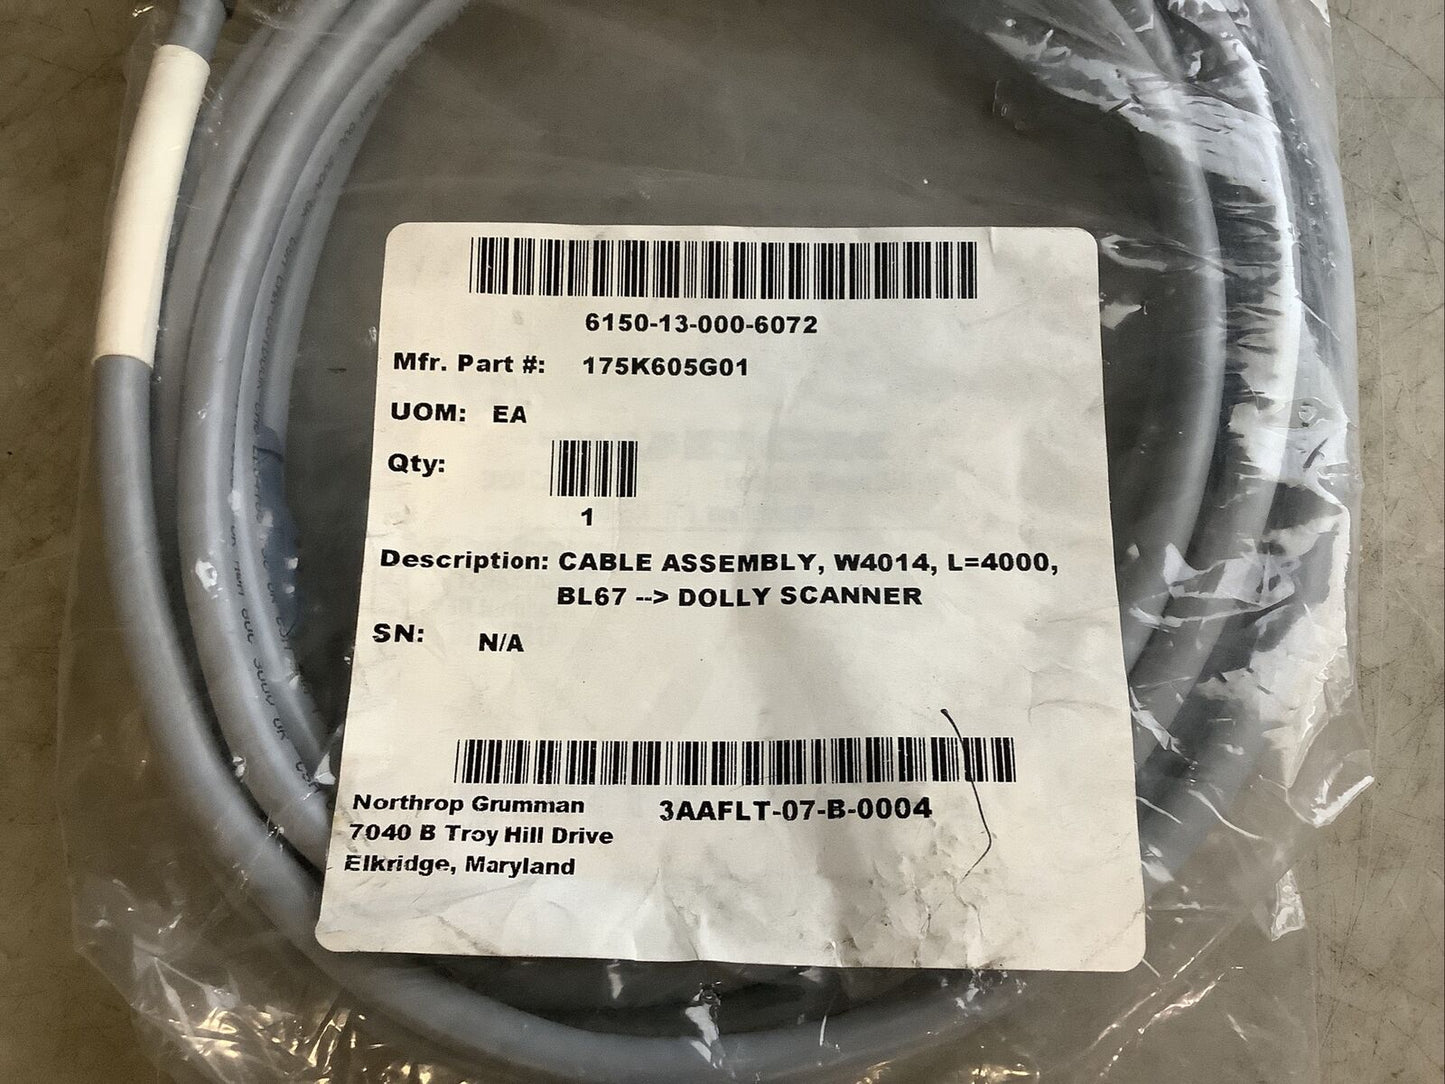 6150-13-000-6072
Mfr. Part #: 175K605G01
UOM: EA
Qty:
1
Description: CABLE ASSEMBLY, W4014, L=4000,
BL67 --> DOLLY SCANNER
SN: N/A
3AAFLT-07-B-0004
Northrop Grumman
7040 B Troy Hill Drive
Elkridge, Maryland